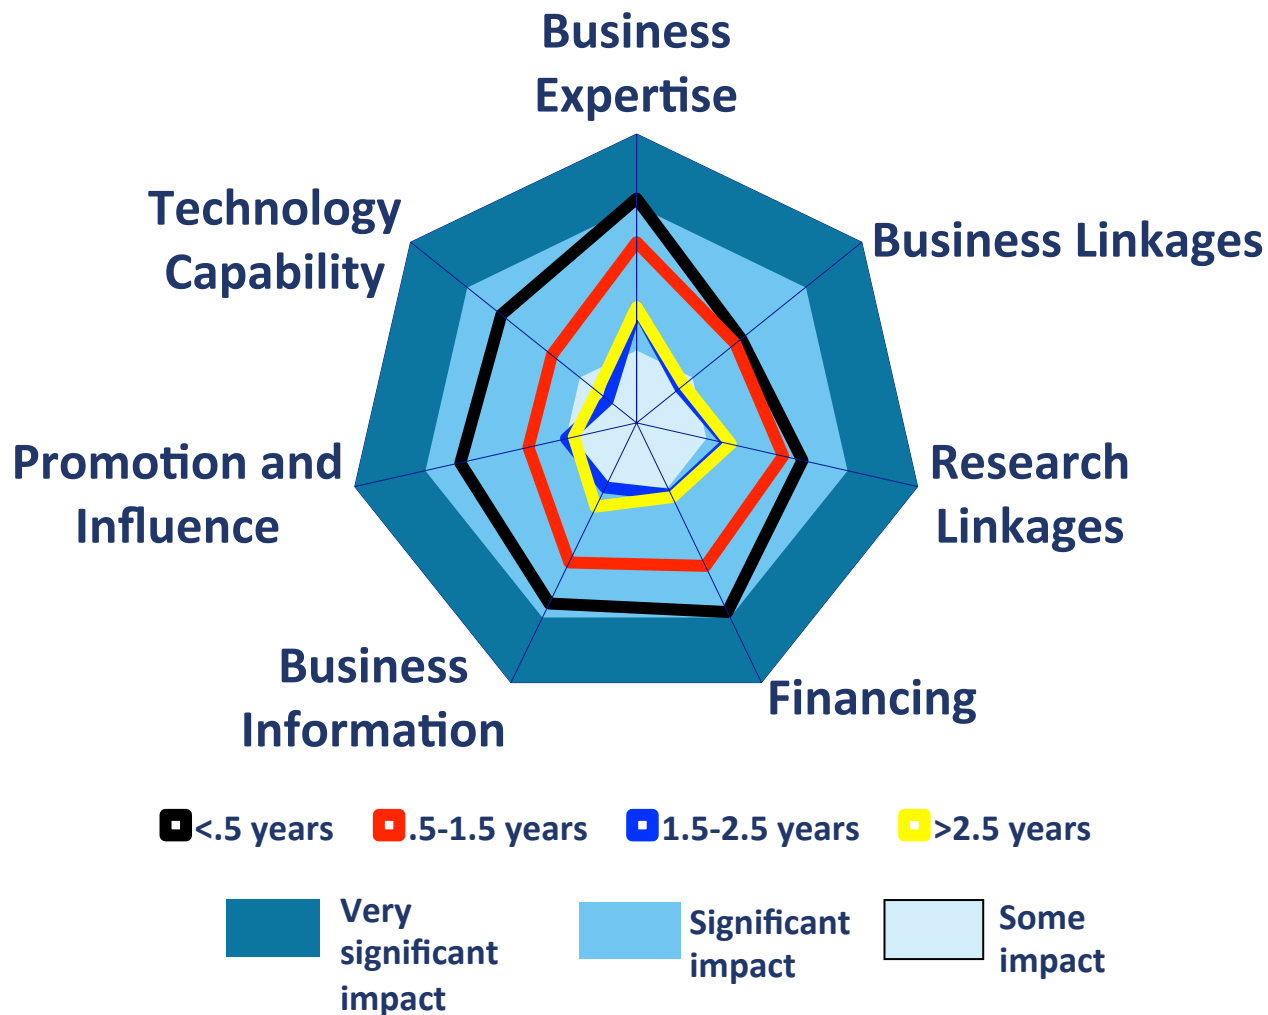 Business
Expertise
Technology
Capability
Business Linkages
Promotion and
Influence
Research
Linkages
Business
Information
Financing
<.5 years
.5-1.5 years
1.5-2.5 years
>2.5 years
Very
significant
impact
Significant
impact
Some
impact